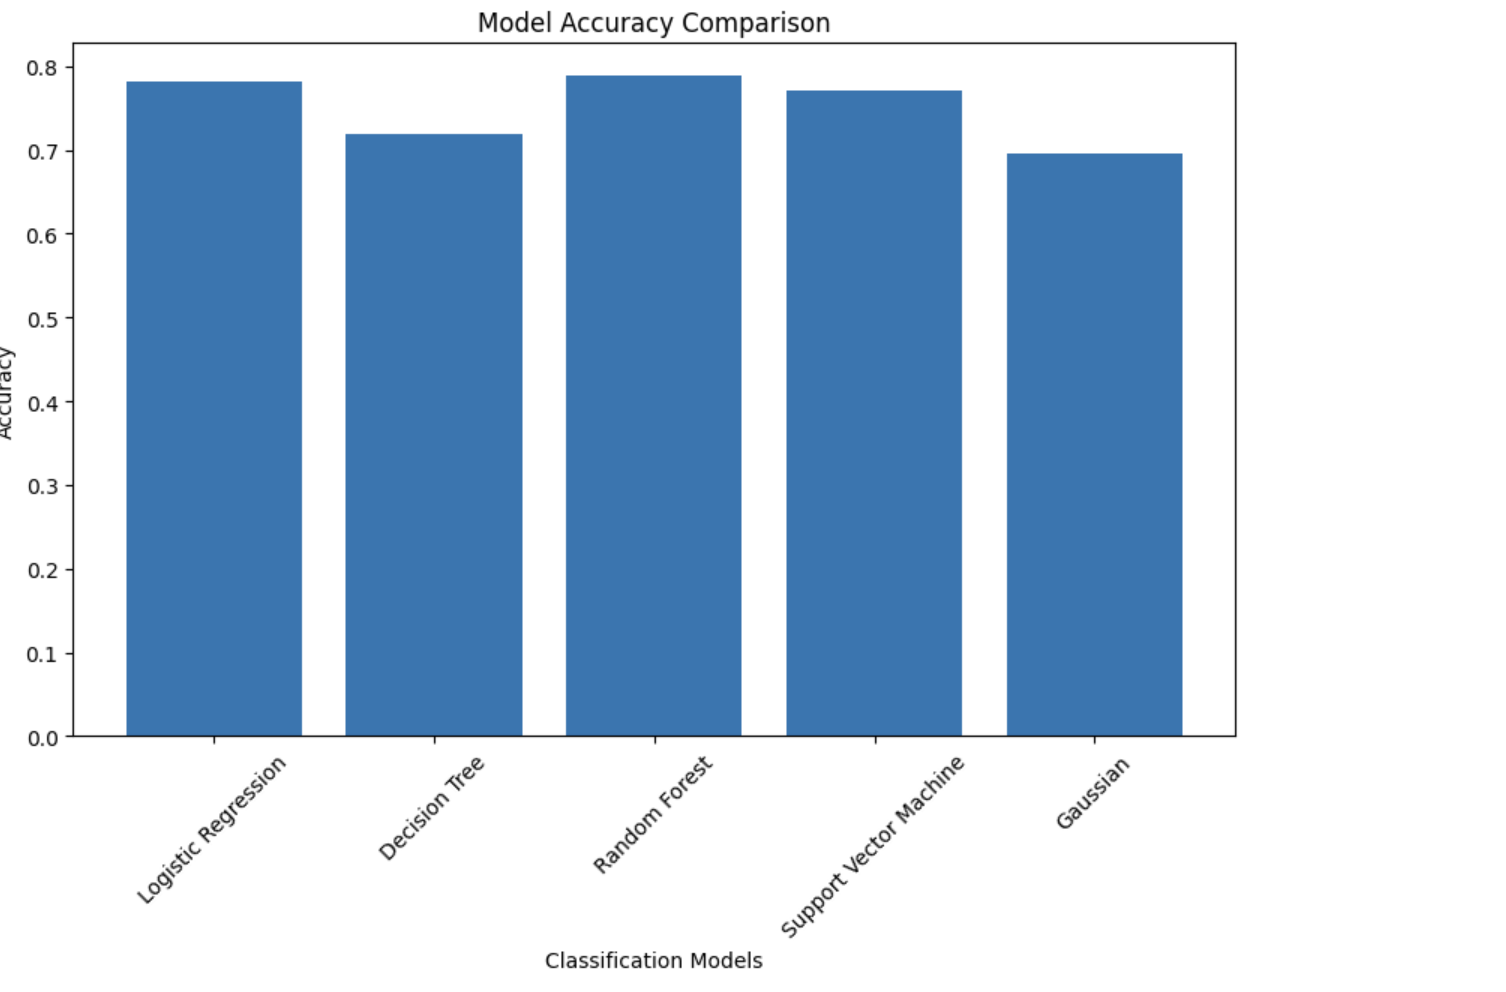 Model Accuracy Comparison
0.8
0.7
0.6
0.5
0.4
0.3
0.2
0.1
0.0
Accuracy
Logistic Regression
Decision Tree
Random Forest
Support Vector Machine
Gaussian
Classification Models